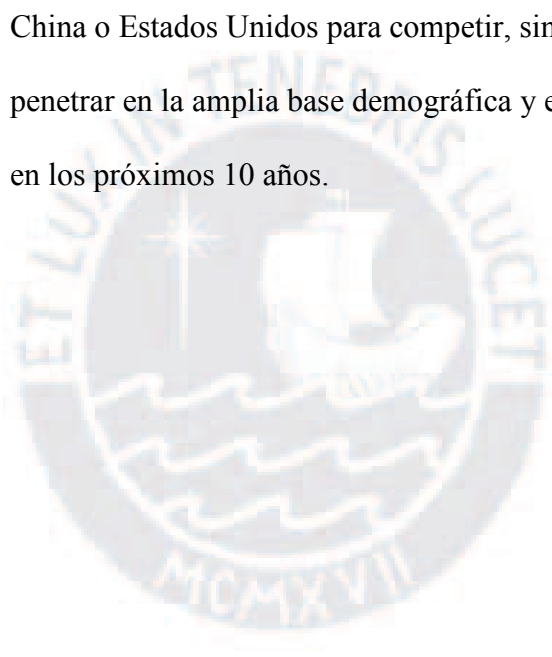 China o Estados Unidos para competir, sin
penetrar en la amplia base demográfica y e
en los próximos 10 años.
ET LUX IN TENEBRIS LUCET
MCMXVII